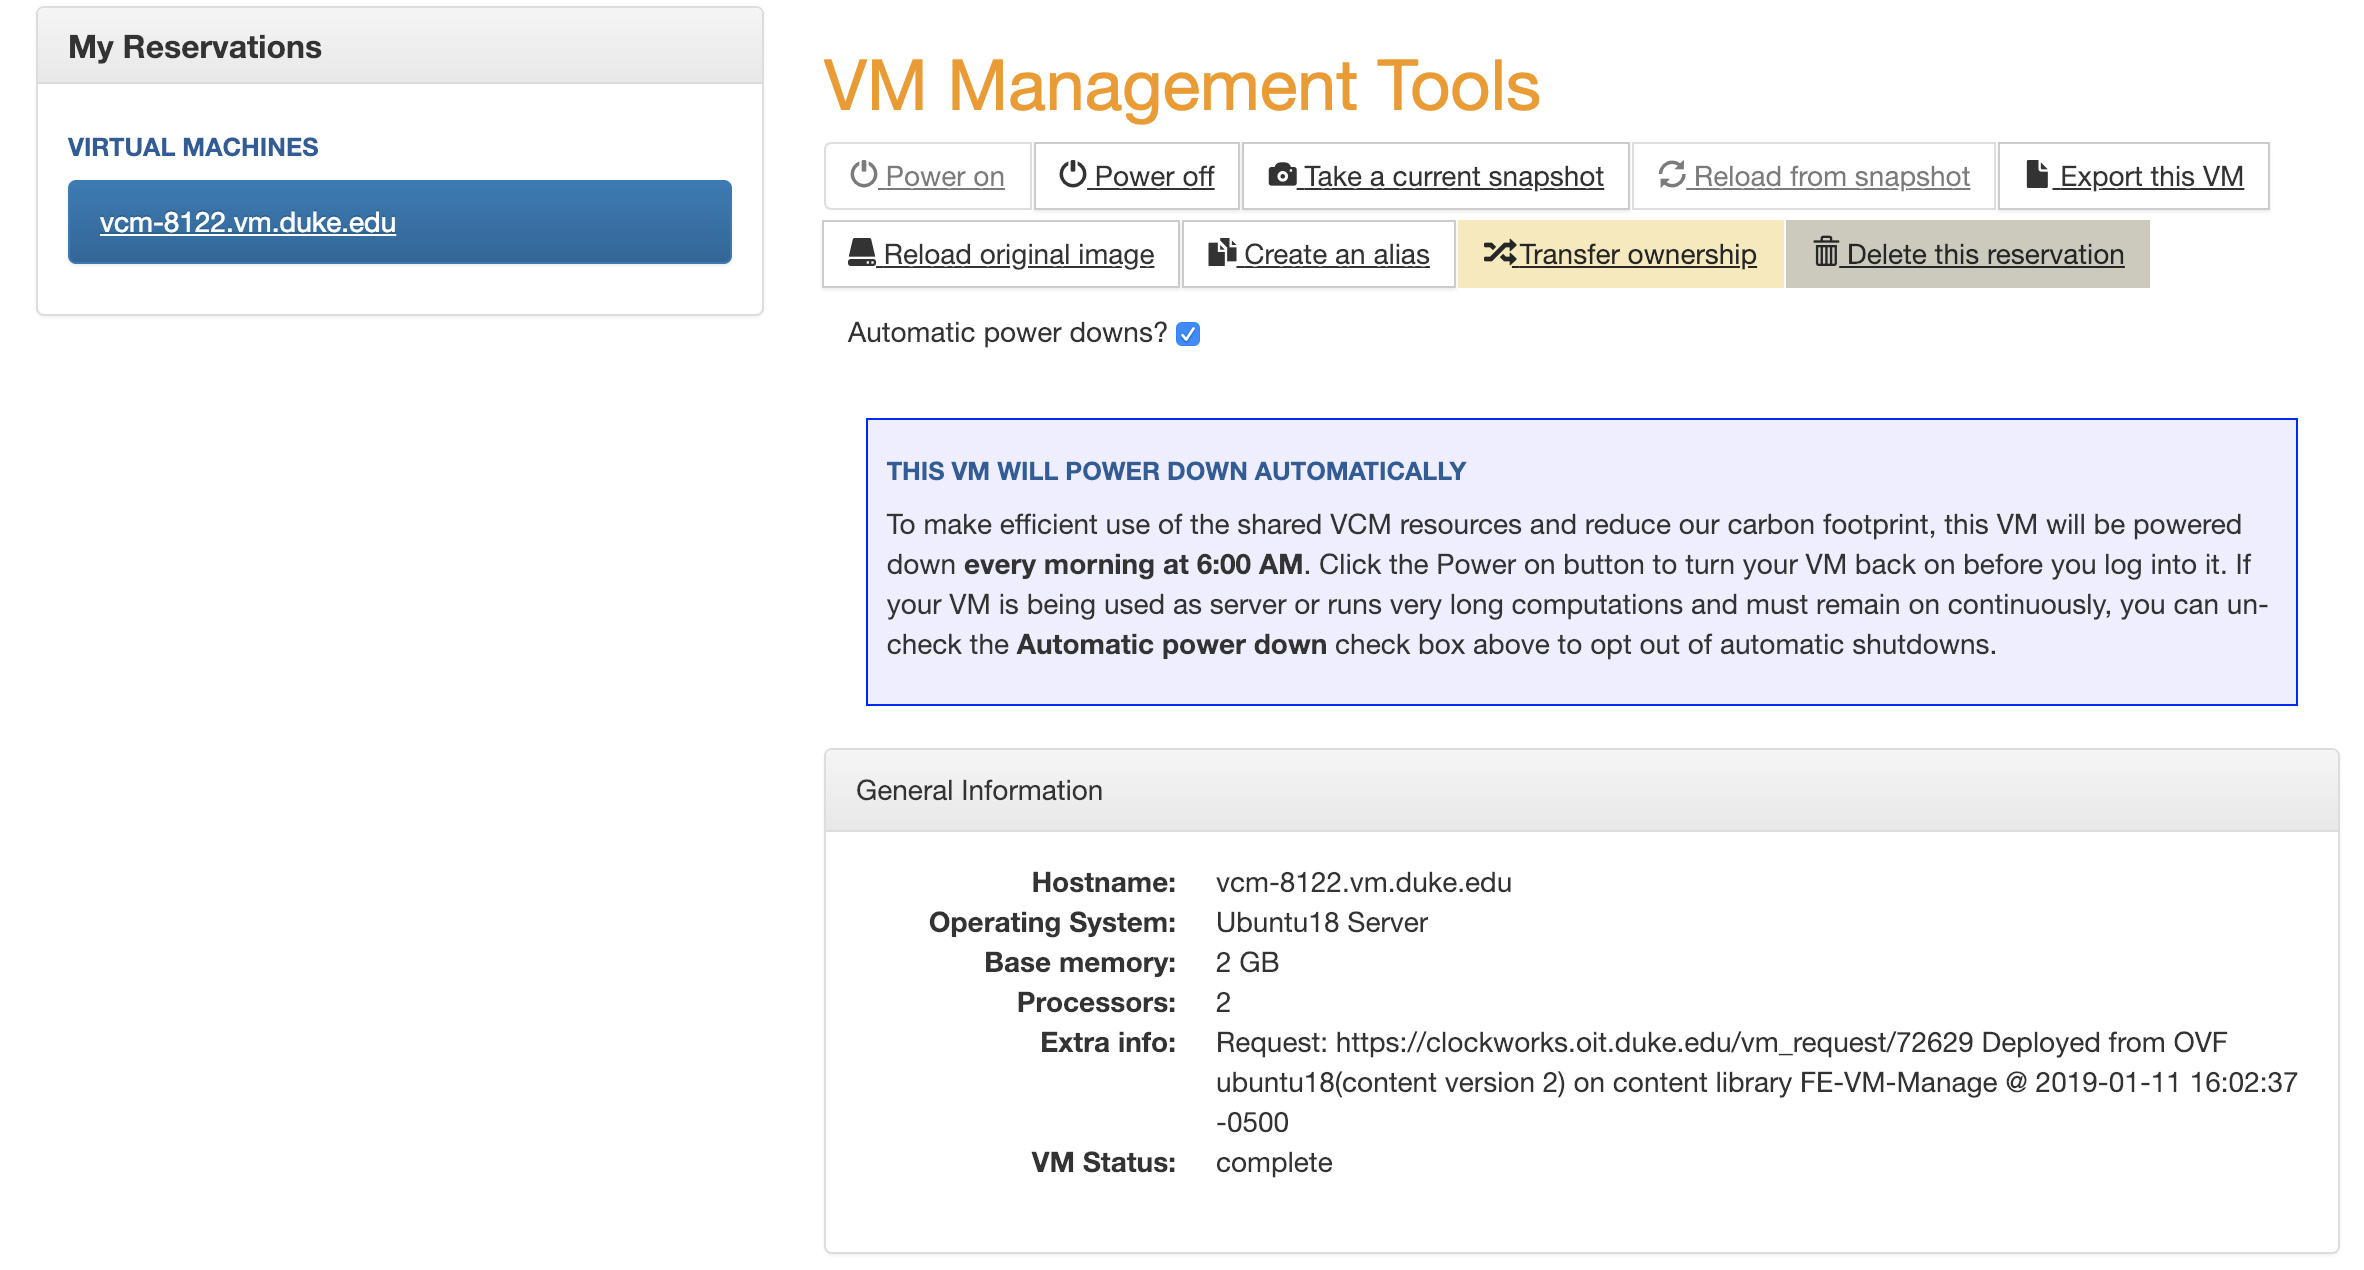 My Reservations
VIRTUAL MACHINES
vcm-8122.vm.duke.edu
VM Management Tools
Power on Power off Take a current snapshot Reload from snapshot Export this VM
Reload original image Create an alias Transfer ownership Delete this reservation
Automatic power downs?
THIS VM WILL POWER DOWN AUTOMATICALLY
To make efficient use of the shared VCM resources and reduce our carbon footprint, this VM will be powered
down every morning at 6:00 AM. Click the Power on button to turn your VM back on before you log into it. If
your VM is being used as server or runs very long computations and must remain on continuously, you can un-
check the Automatic power down check box above to opt out of automatic shutdowns.
General Information
Hostname: vcm-8122.vm.duke.edu
Operating System: Ubuntu18 Server
Base memory: 2 GB
Processors: 2
Extra info: Request: https://clockworks.oit.duke.edu/vm_request/72629 Deployed from OVF
ubuntu18(content version 2) on content library FE-VM-Manage @ 2019-01-11 16:02:37
-0500
VM Status: complete